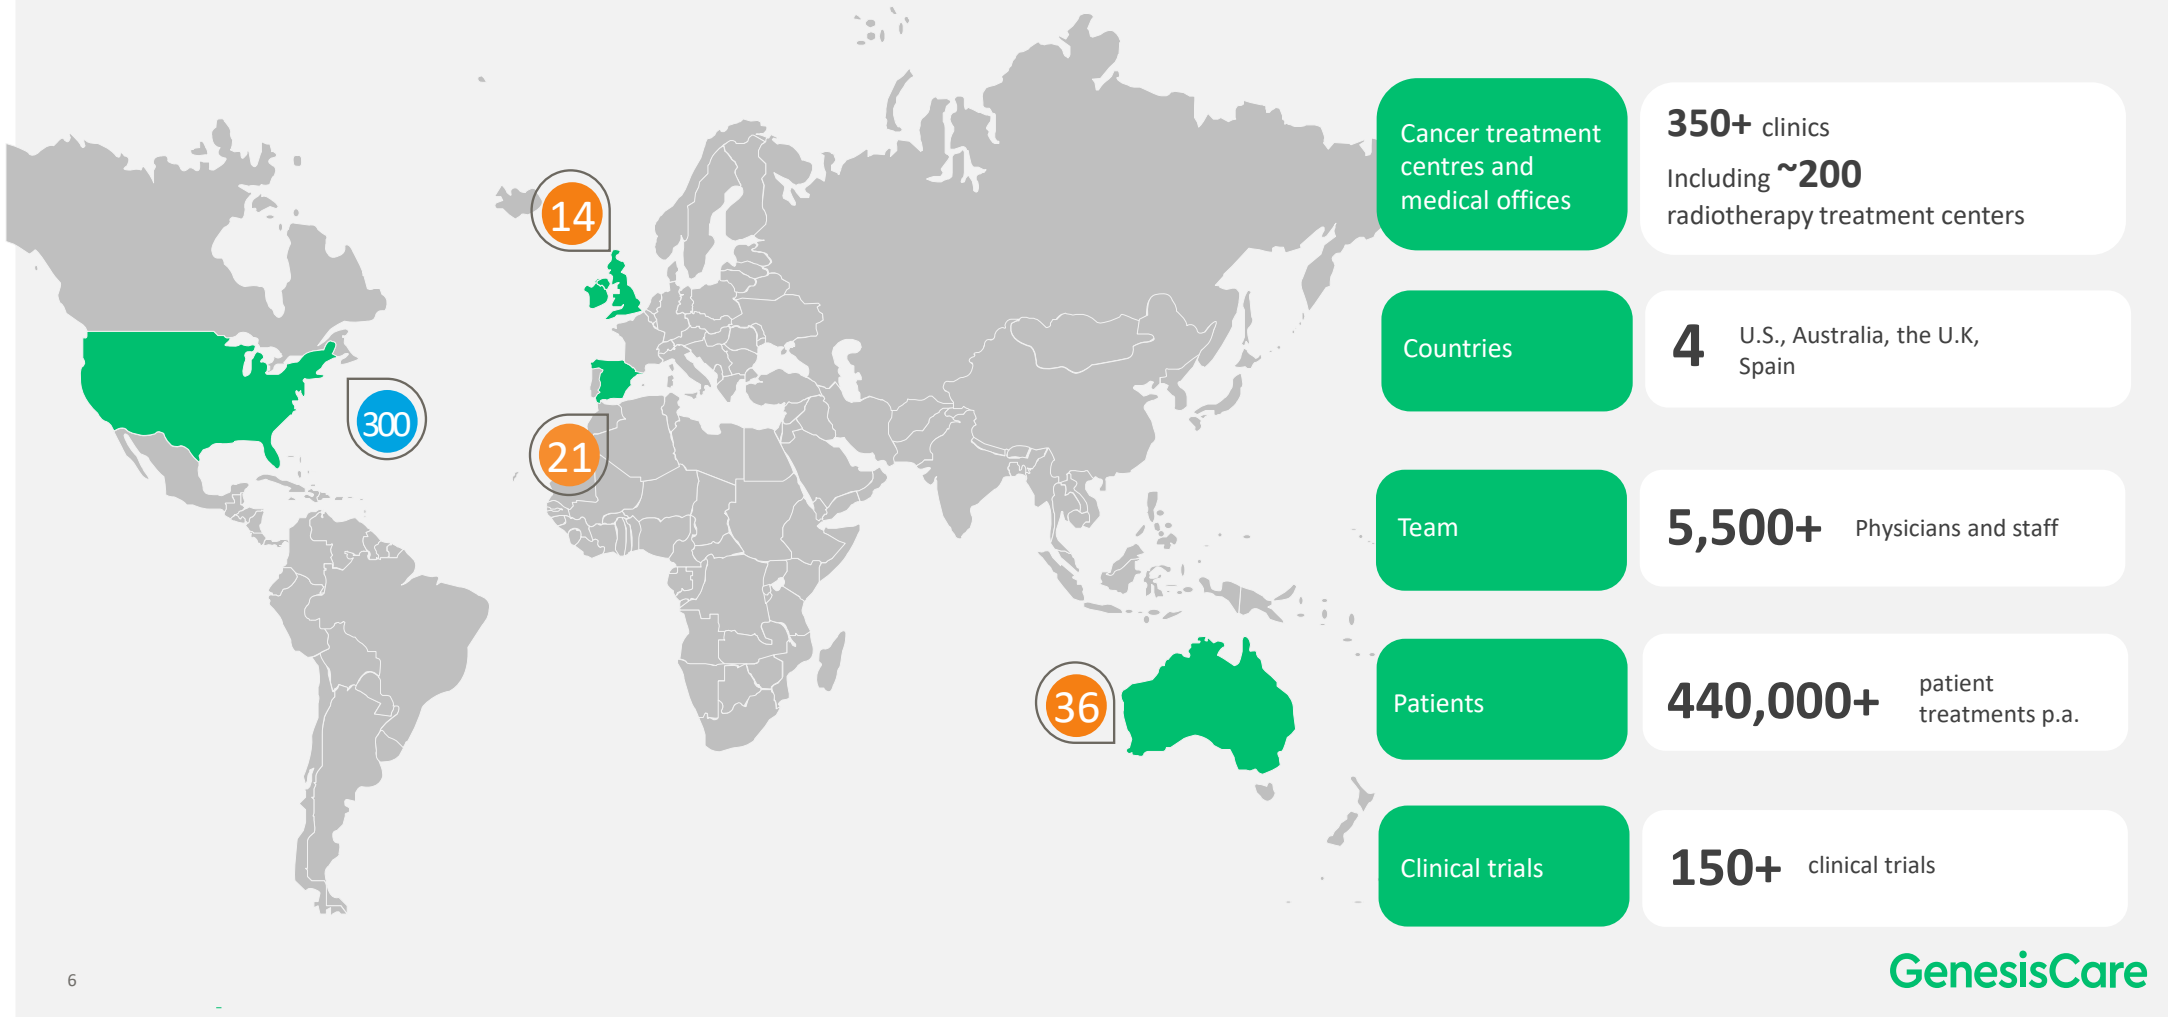 14
300
21
36
Cancer treatment
centres and
medical offices
350+ clinics
Including ~200
radiotherapy treatment centers
Countries
4 U.S., Australia, the U.K,
Spain
Team
5,500+ Physicians and staff
Patients
440,000+ patient
treatments p.a.
Clinical trials
150+ clinical trials
6
GenesisCare